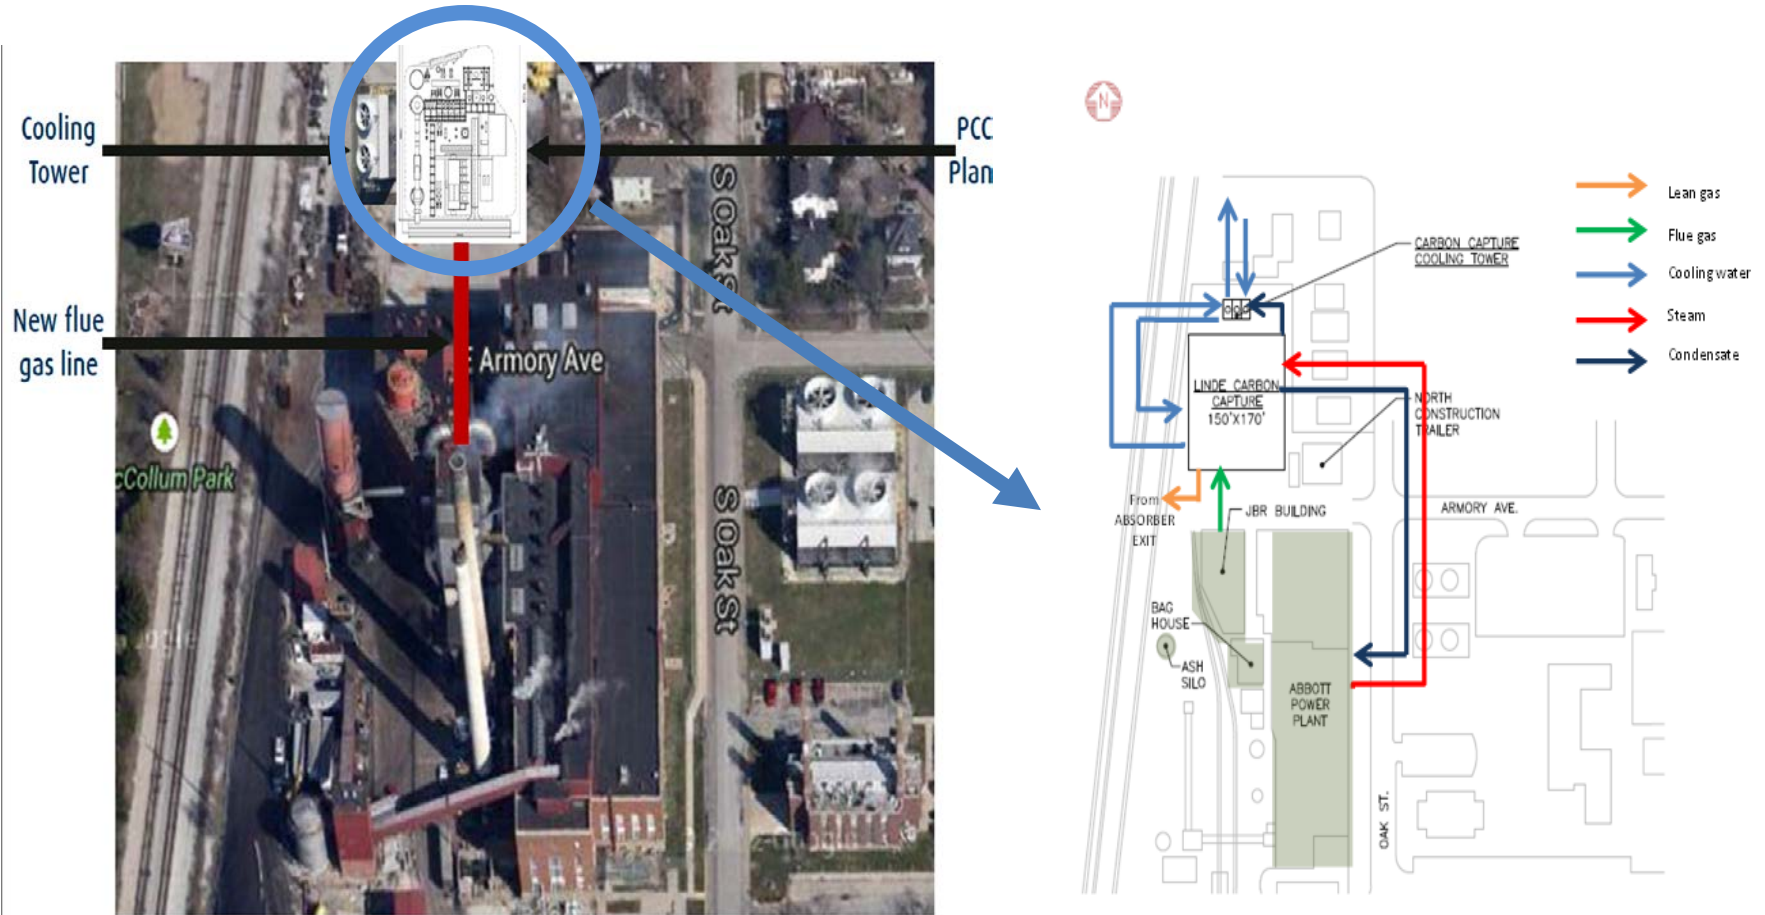 Cooling
Tower
PCC
Plan
New flue
gas line
E Armory Ave
S Oak St
S Oak St
cCollum Park
N
Lean gas
Flue gas
Cooling water
Steam
Condensate
CARBON CAPTURE
COOLING TOWER
LINDE CARBON
CAPTURE
150'X170'
NORTH
CONSTRUCTION
TRAILER
From
ABSORBER
EXIT
JBR BUILDING
ARMORY AVE.
BAG
HOUSE
ASH
SILO
ABBOTT
POWER
PLANT
OAK ST.